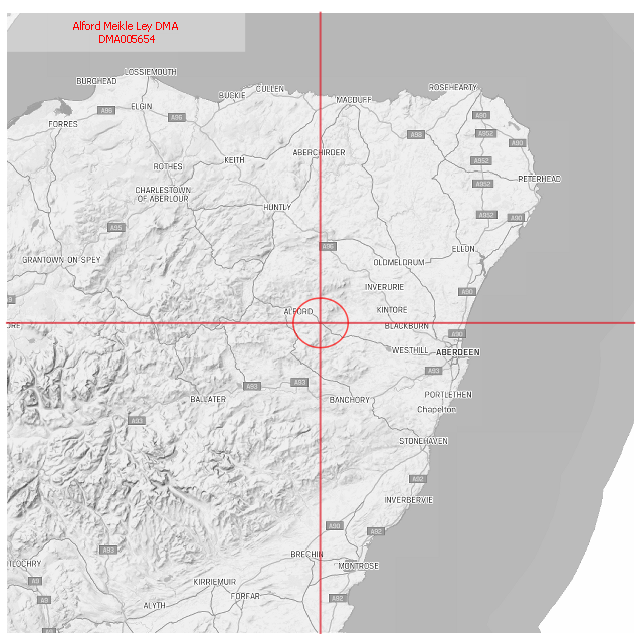 Alford Meikle Ley DMA
DMA005654
LOSSIEMOUTH
BURGHEAD
CULLEN
ROSEHEARTY
BUCKIE
MACDUFF
ELGIN
A96
A96
A90
FORRES
A98
A952
A90
ABERCHIRDER
KEITH
A952
ROTHES
PETERHEAD
A952
CHARLESTOWN
OF ABERLOUR
HUNTLY
A952
A90
A95
A96
ELLON
GRANTOWN-ON-SPEY
OLDMELDRUM
INVERURIE
A90
ALFORD
KINTORE
BLACKBURN
A90
WESTHILL
ABERDEEN
A93
A93
A93
PORTLETHEN
BALLATER
BANCHORY
Chapelton
A93
STONEHAVEN
A92
INVERBERVIE
A90
A92
A93
BRECHIN
MONTROSE
A9
KIRRIEMUIR
FORFAR
A92
A9
ALYTH